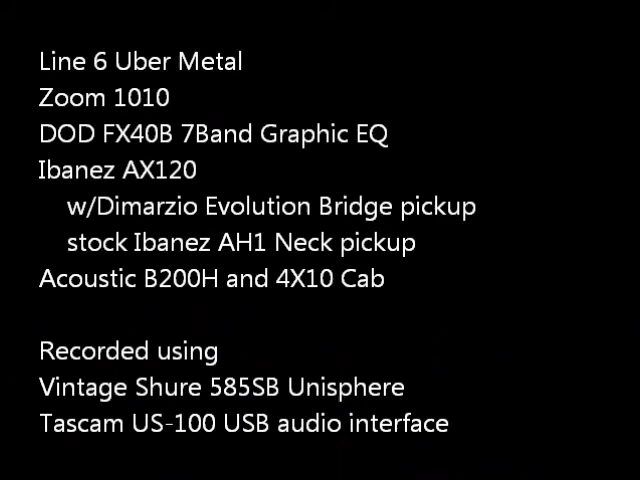 Line 6 Uber Metal
Zoom 1010
DOD FX40B 7Band Graphic EQ
Ibanez AX120
w/Dimarzio Evolution Bridge pickup
stock Ibanez AH1 Neck pickup
Acoustic B200H and 4X10 Cab
Recorded using
Vintage Shure 585SB Unisphere
Tascam US-100 USB audio interface